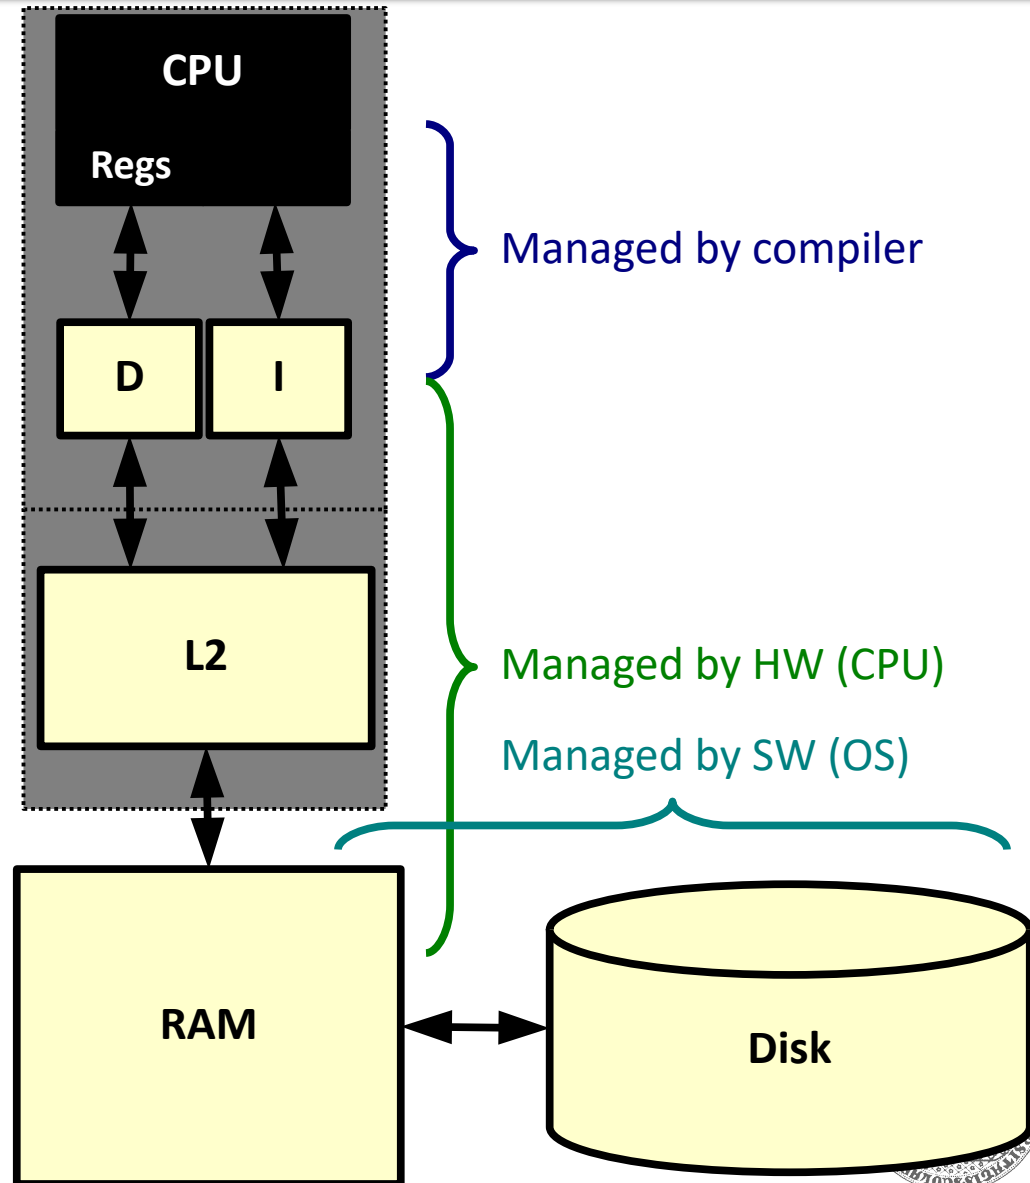 CPU
Regs
Managed by compiler
D
I
L2
Managed by HW (CPU)
Managed by SW (OS)
RAM
Disk